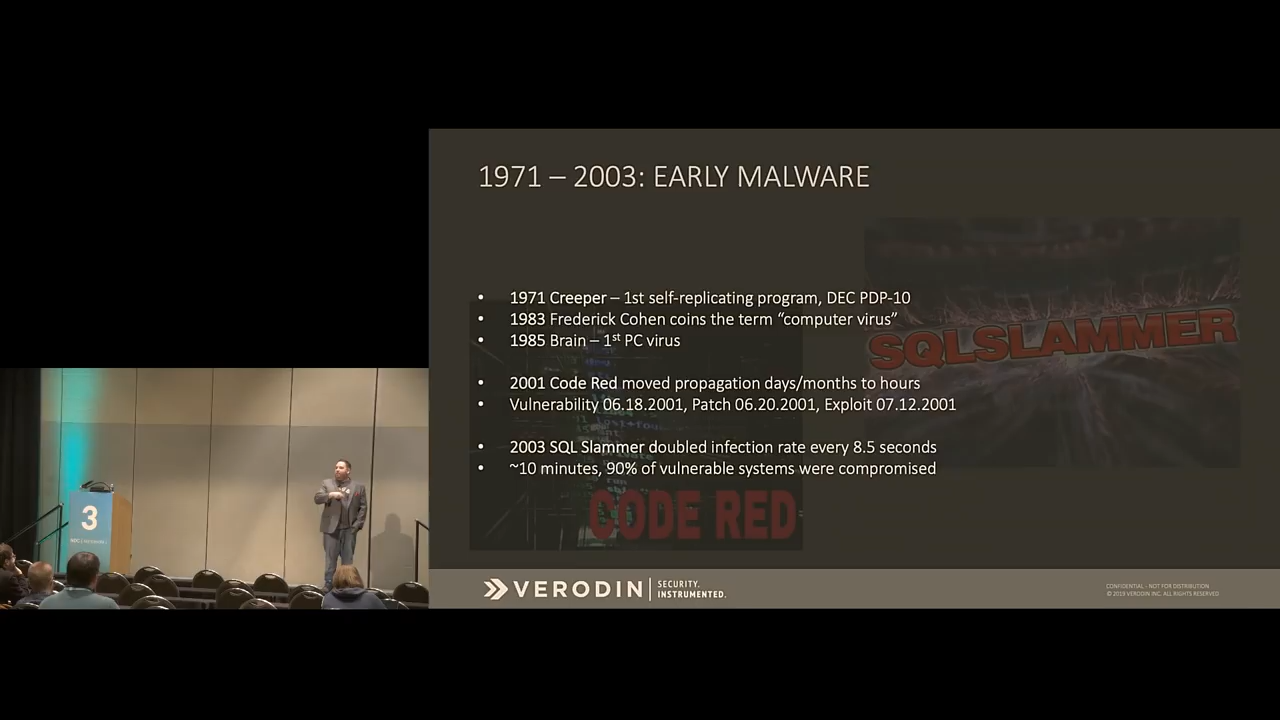 1971 – 2003: EARLY MALWARE
SQLSLAMMER
• 1971 Creeper – 1st self-replicating program, DEC PDP-10
• 1983 Frederick Cohen coins the term “computer virus”
• 1985 Brain – 1st PC virus
• 2001 Code Red moved propagation days/months to hours
• Vulnerability 06.18.2001, Patch 06.20.2001, Exploit 07.12.2001
• 2003 SQL Slammer doubled infection rate every 8.5 seconds
• ~10 minutes, 90% of vulnerable systems were compromised
CODE RED
3
VERODIN
SECURITY.
INSTRUMENTED.
CONFIDENTIAL - NOT FOR DISTRIBUTION
© 2019 VERODIN INC. ALL RIGHTS RESERVED